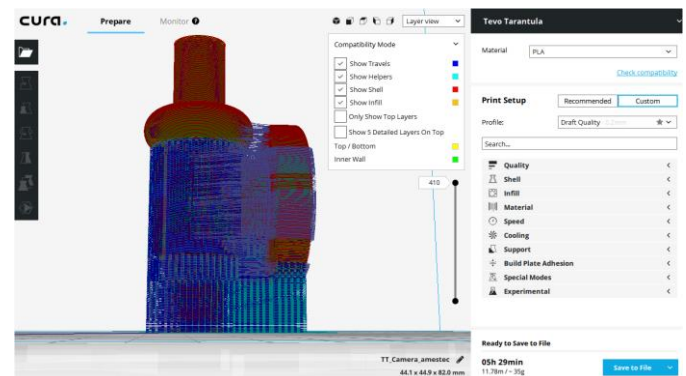 cura.
Prepare
Monitor
Layer view
Compatibility Mode
Show Travels
Show Helpers
Show Shell
Show Infill
Only Show Top Layers
Show 5 Detailed Layers On Top
Top / Bottom
Inner Wall
410
TT_Camera_amestec
44.1 x 44.9 x 82.0 mm
Tevo Tarantula
Material PLA
Check compatibility
Print Setup Recommended Custom
Profile: Draft Quality - 0.2mm
Search...
Quality
Shell
Infill
Material
Speed
Cooling
Support
Build Plate Adhesion
Special Modes
Experimental
Ready to Save to File
05h 29min
11.78m / ~ 35g
Save to File